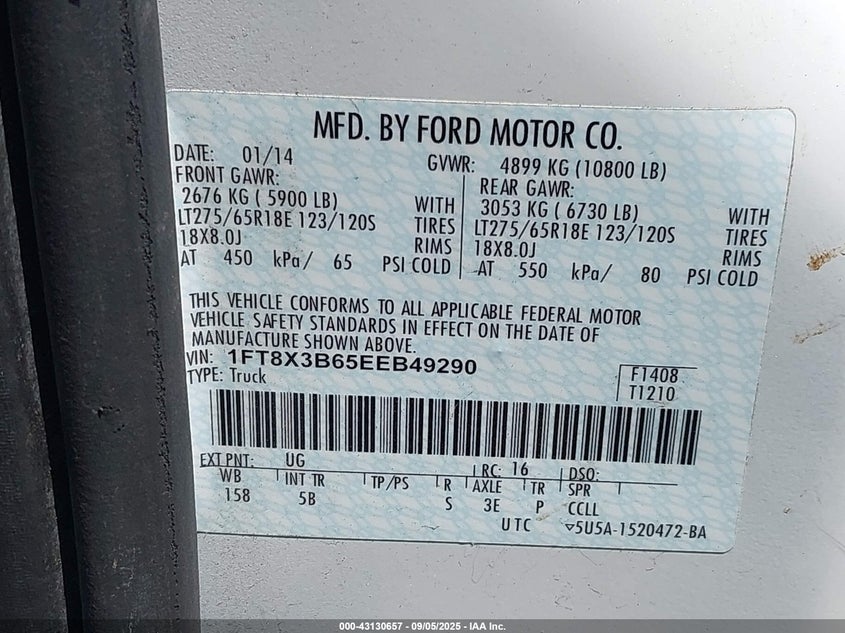 MFD. BY FORD MOTOR CO.
DATE: 01/14 GVWR: 4899 KG (10800 LB)
FRONT GAWR: REAR GAWR:
2676 KG ( 5900 LB) WITH 3053 KG ( 6730 LB) WITH
LT275/65R18E 123/120S TIRES LT275/65R18E 123/120S TIRES
18X8.0J RIMS 18X8.0J RIMS
AT 450 kPa/ 65 PSI COLD AT 550 kPa/ 80 PSI COLD
THIS VEHICLE CONFORMS TO ALL APPLICABLE FEDERAL MOTOR
VEHICLE SAFETY STANDARDS IN EFFECT ON THE DATE OF
MANUFACTURE SHOWN ABOVE.
VIN: 1FT8X3B65EEB49290
TYPE: Truck
F1408
T1210
EXT PNT: UG RC: 16 DSO:
WB INT TR TP/PS R AXLE TR SPR
158 5B S 3E P CCLL
UTC ▽5U5A-1520472-BA
000-43130657 - 09/05/2025 - IAA Inc.